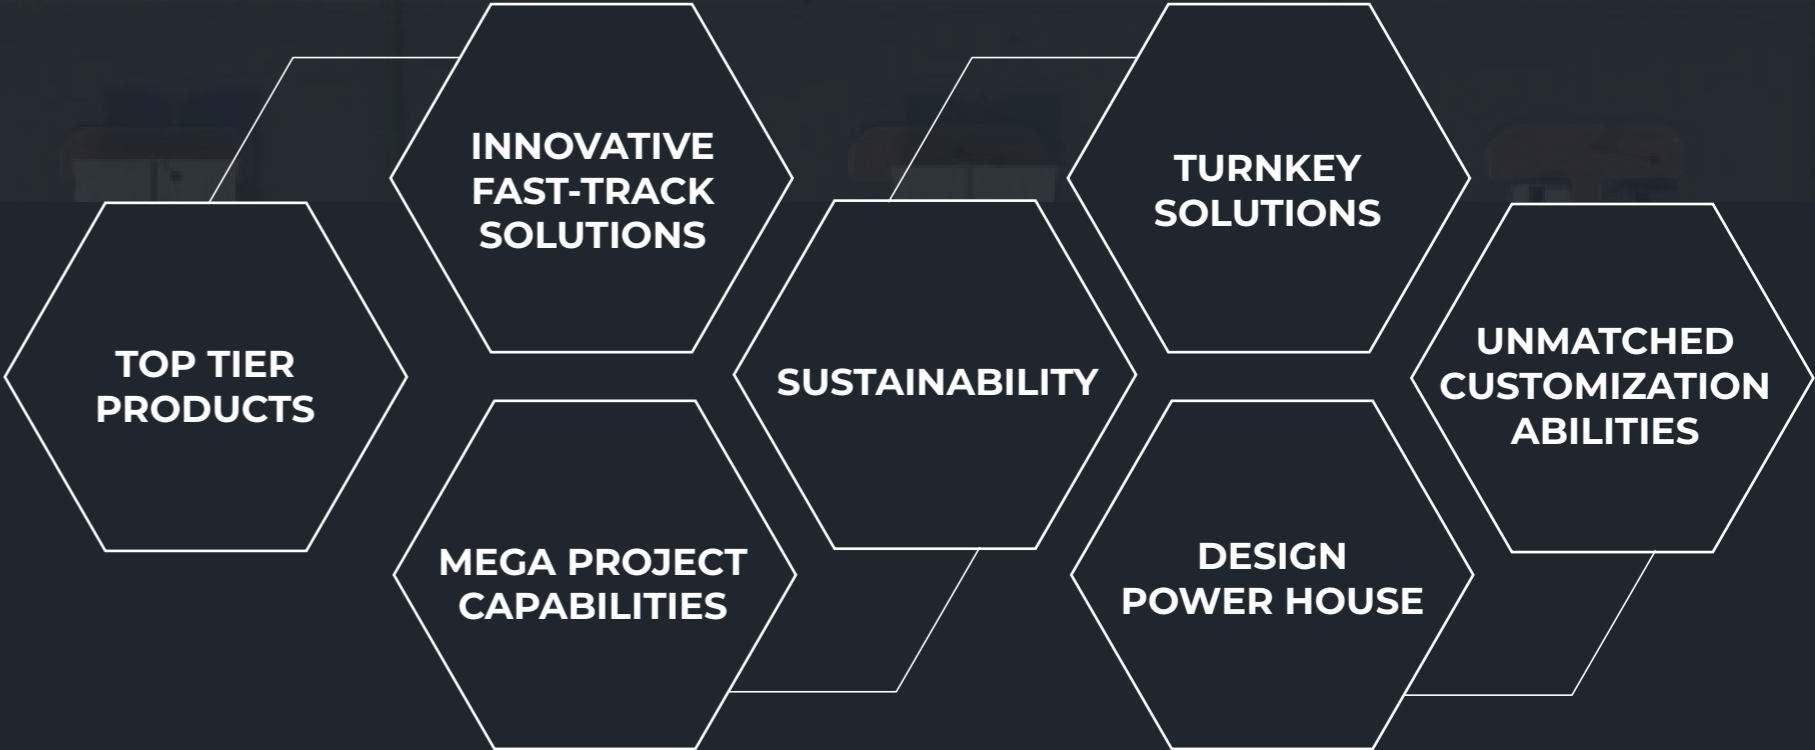 TOP TIER
PRODUCTS
INNOVATIVE
FAST-TRACK
SOLUTIONS
MEGA PROJECT
CAPABILITIES
SUSTAINABILITY
TURNKEY
SOLUTIONS
DESIGN
POWER HOUSE
UNMATCHED
CUSTOMIZATION
ABILITIES